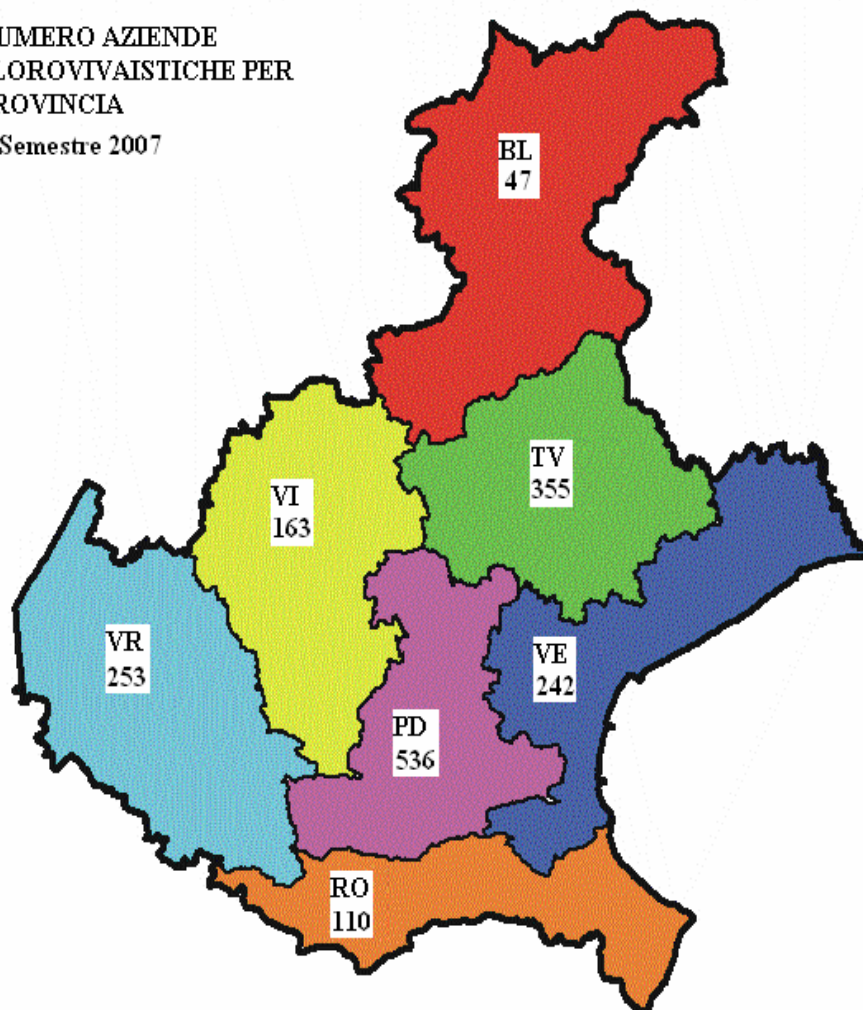 UMERO AZIENDE
LOROVIVAISTICHE PER
ROVINCIA
Semestre 2007
BL
47
TV
355
VI
163
VR
253
VE
242
PD
536
RO
110